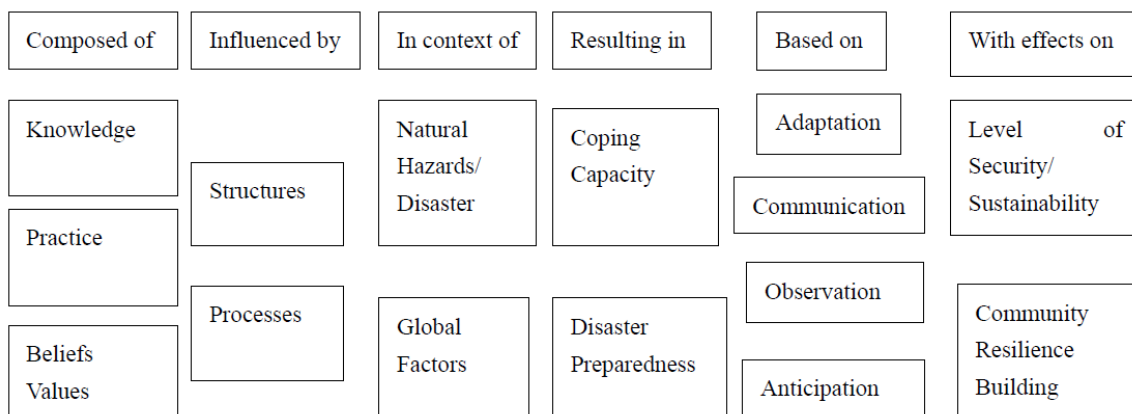 Composed of
Influenced by
In context of
Resulting in
Based on
With effects on
Knowledge
Practice
Beliefs
Values
Structures
Processes
Natural
Hazards/
Disaster
Global
Factors
Coping
Capacity
Disaster
Preparedness
Adaptation
Communication
Observation
Anticipation
Level of
Security/
Sustainability
Community
Resilience
Building